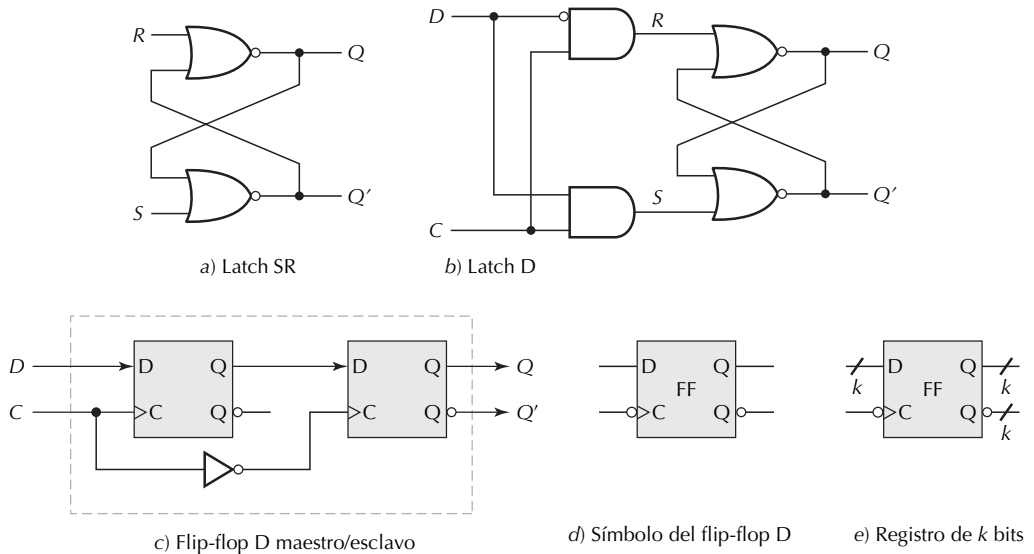 R
Q
S
Q′
a) Latch SR
D
R
Q
C
S
Q′
b) Latch D
D
C
D
Q
C
Q
D
Q
C
Q
Q
Q′
c) Flip-flop D maestro/esclavo
D
Q
FF
C
Q
d) Símbolo del flip-flop D
k
D
Q
FF
C
Q
k
k
e) Registro de k bits